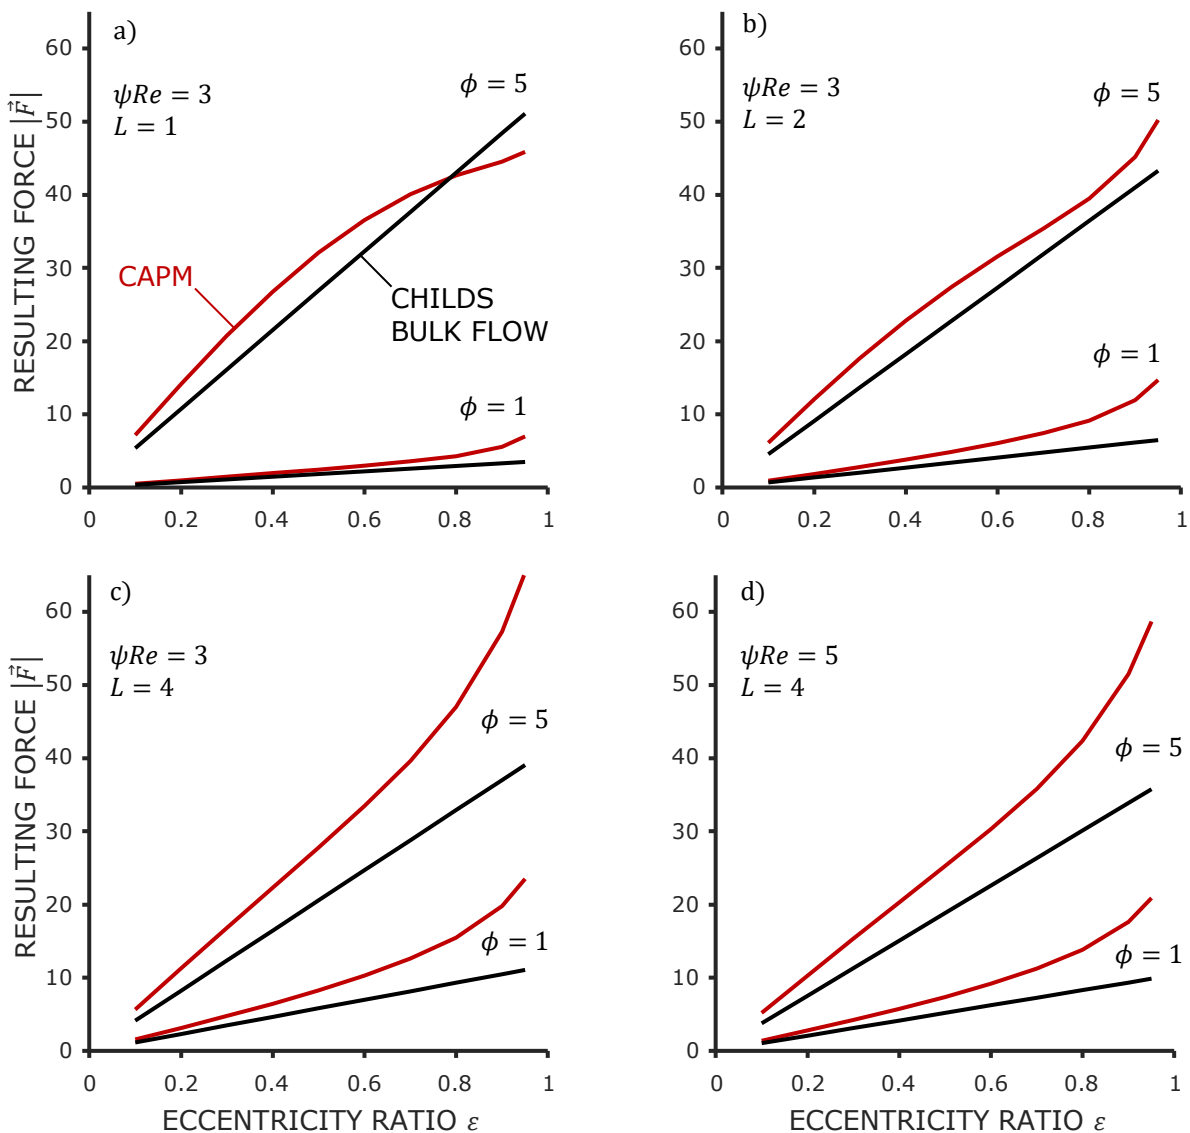 a)
ψRe = 3
L = 1
ϕ = 5
CAPM
CHILDS
BULK FLOW
ϕ = 1
RESULTING FORCE |F⃗|
60
50
40
30
20
10
0
0 0.2 0.4 0.6 0.8 1
b)
ψRe = 3
L = 2
ϕ = 5
ϕ = 1
60
50
40
30
20
10
0
0 0.2 0.4 0.6 0.8 1
c)
ψRe = 3
L = 4
ϕ = 5
ϕ = 1
RESULTING FORCE |F⃗|
60
50
40
30
20
10
0
0 0.2 0.4 0.6 0.8 1
ECCENTRICITY RATIO ε
d)
ψRe = 5
L = 4
ϕ = 5
ϕ = 1
60
50
40
30
20
10
0
0 0.2 0.4 0.6 0.8 1
ECCENTRICITY RATIO ε